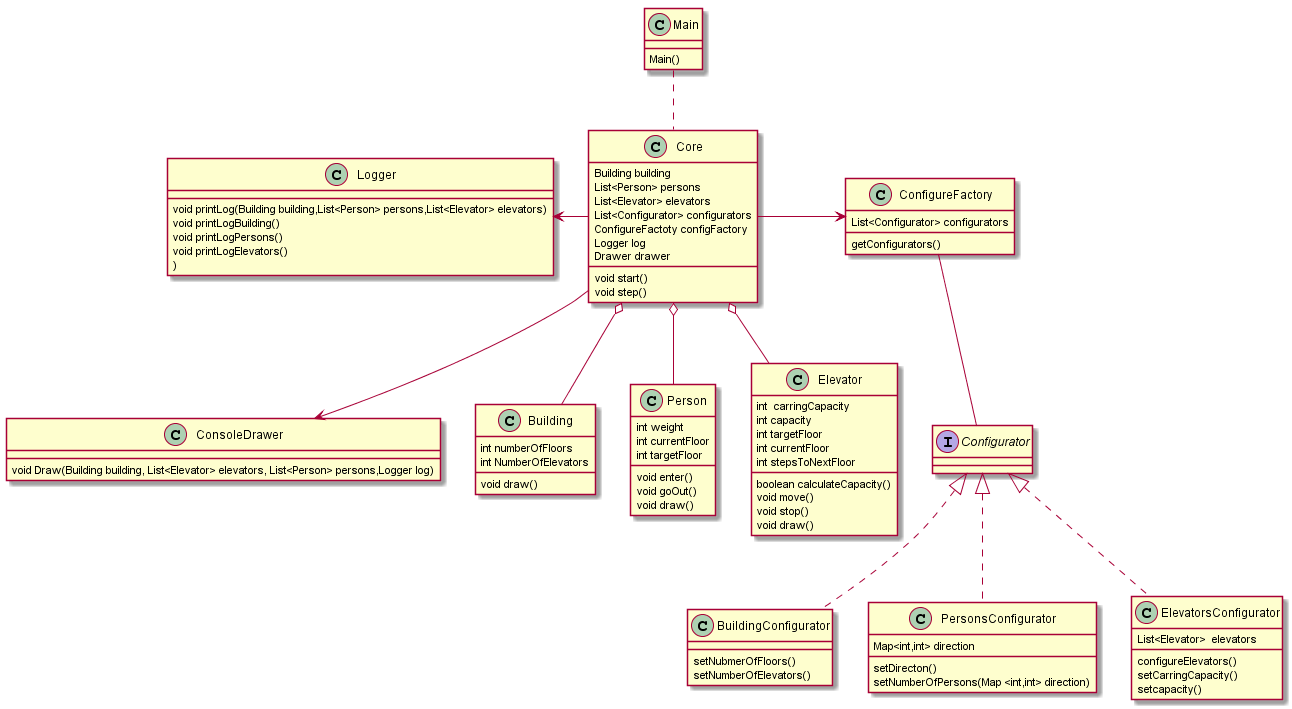 C Main
Main()
C Core
Building building
List<Person> persons
List<Elevator> elevators
List<Configurator> configurators
ConfigureFactoty configFactory
Logger log
Drawer drawer
void start()
void step()
C Logger
void printLog(Building building,List<Person> persons,List<Elevator> elevators)
void printLogBuilding()
void printLogPersons()
void printLogElevators()
)
C ConfigureFactory
List<Configurator> configurators
getConfigurators()
C ConsoleDrawer
void Draw(Building building, List<Elevator> elevators, List<Person> persons,Logger log)
C Building
int numberOfFloors
int NumberOfElevators
void draw()
C Person
int weight
int currentFloor
int targetFloor
void enter()
void goOut()
void draw()
C Elevator
int  carringCapacity
int capacity
int targetFloor
int currentFloor
int stepsToNextFloor
boolean calculateCapacity()
void move()
void stop()
void draw()
I Configurator
C BuildingConfigurator
setNubmerOfFloors()
setNumberOfElevators()
C PersonsConfigurator
Map<int,int> direction
setDirecton()
setNumberOfPersons(Map <int,int> direction)
C ElevatorsConfigurator
List<Elevator>  elevators
configureElevators()
setCarringCapacity()
setcapacity()